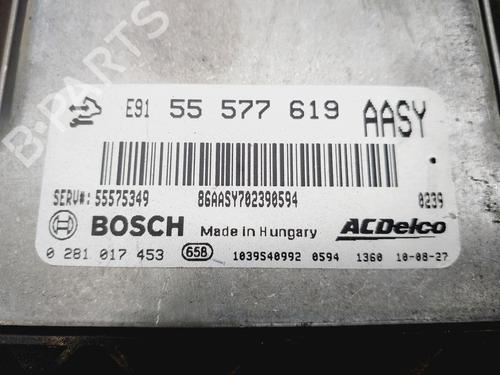 B-PARTS
E91 55 577 619 AASY
SERV#: 55575349 86AASY702390594 0239
BOSCH Made in Hungary ACDelco
0 281 017 453 658 1039S40992 0594 1360 10-08-27